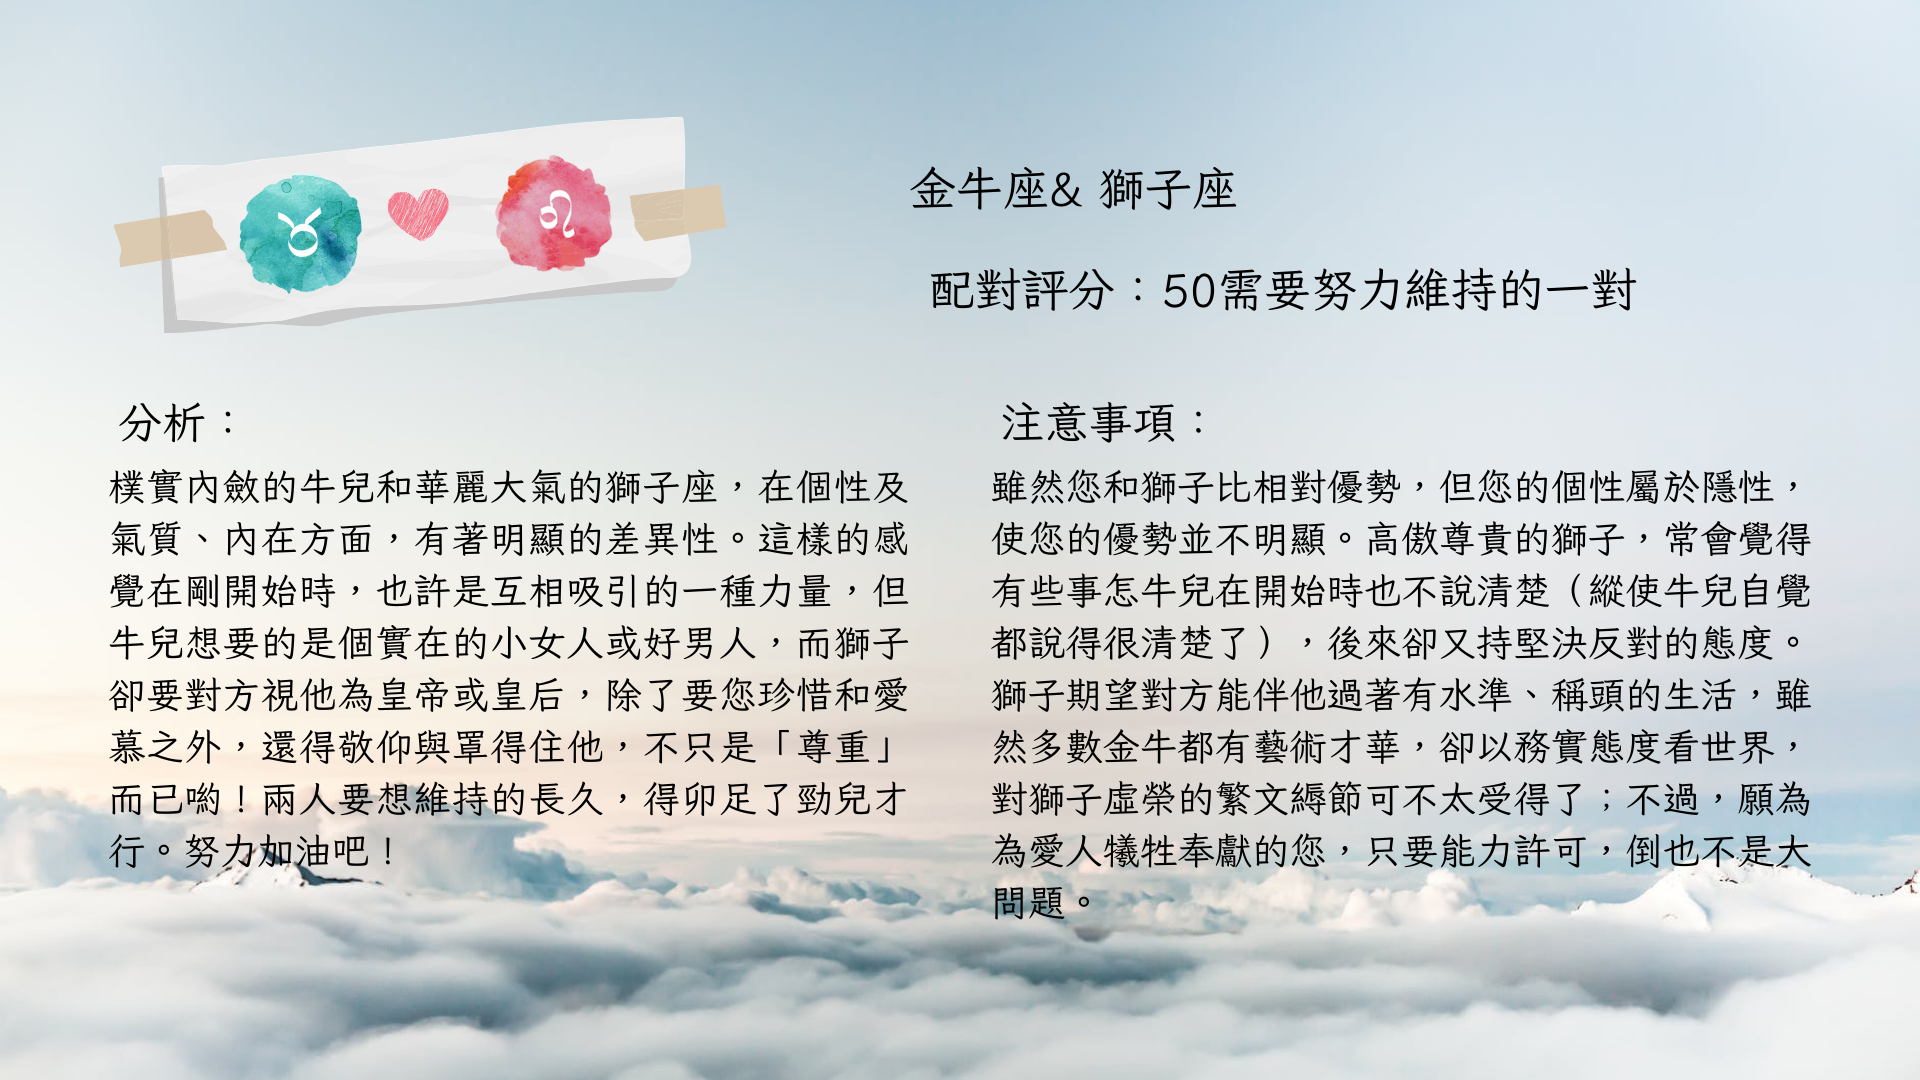 金牛座& 獅子座
配對評分：50需要努力維持的一對
分析：
樸實內斂的牛兒和華麗大氣的獅子座，在個性及
氣質、內在方面，有著明顯的差異性。這樣的感
覺在剛開始時，也許是互相吸引的一種力量，但
牛兒想要的是個實在的小女人或好男人，而獅子
卻要對方視他為皇帝或皇后，除了要您珍惜和愛
慕之外，還得敬仰與罩得住他，不只是「尊重」
而已喲！兩人要想維持的長久，得卯足了勁兒才
行。努力加油吧！
注意事項：
雖然您和獅子比相對優勢，但您的個性屬於隱性，
使您的優勢並不明顯。高傲尊貴的獅子，常會覺得
有些事怎牛兒在開始時也不說清楚（縱使牛兒自覺
都說得很清楚了），後來卻又持堅決反對的態度。
獅子期望對方能伴他過著有水準、稱頭的生活，雖
然多數金牛都有藝術才華，卻以務實態度看世界，
對獅子虛榮的繁文縟節可不太受得了；不過，願為
為愛人犧牲奉獻的您，只要能力許可，倒也不是大
問題。